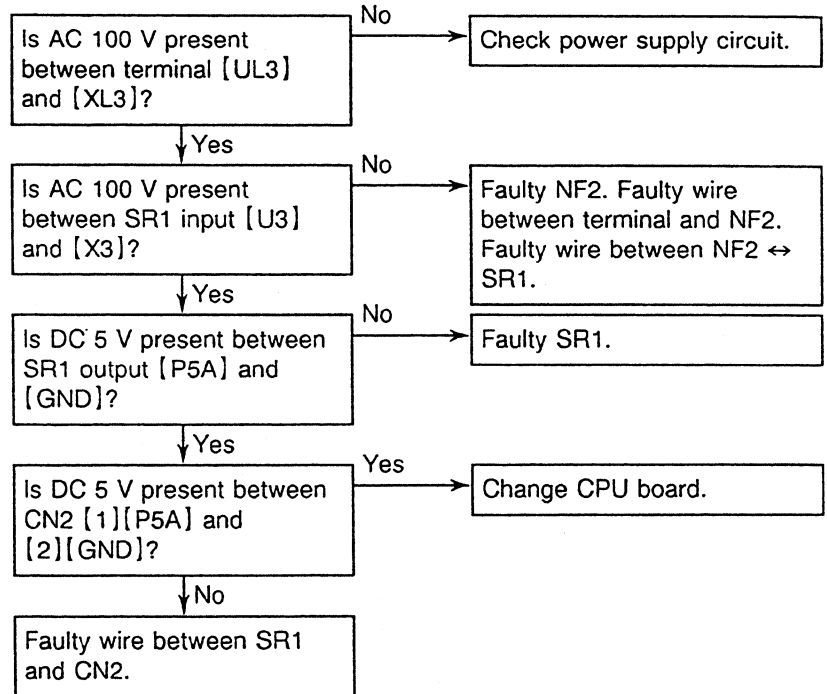 Is AC 100 V present
between terminal [UL3]
and [XL3]?
No
Check power supply circuit.
Yes
Is AC 100 V present
between SR1 input [U3]
and [X3]?
No
Faulty NF2. Faulty wire
between terminal and NF2.
Faulty wire between NF2 ↔
SR1.
Yes
Is DC 5 V present between
SR1 output [P5A] and
[GND]?
No
Faulty SR1.
Yes
Is DC 5 V present between
CN2 [1][P5A] and
[2][GND]?
Yes
Change CPU board.
No
Faulty wire between SR1
and CN2.